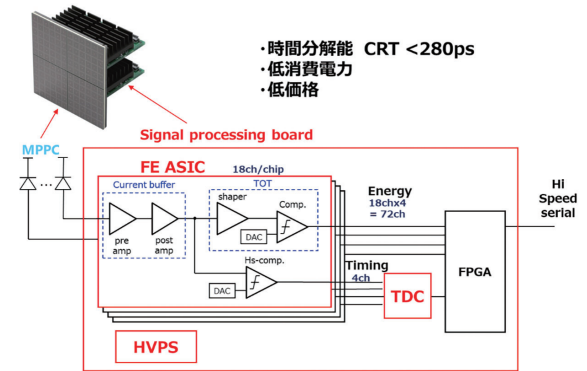 ・時間分解能 CRT <280ps
・低消費電力
・低価格
Signal processing board
MPPC
FE ASIC
18ch/chip
Current buffer
TOT
shaper
Comp.
DAC
pre
amp
post
amp
Hs-comp.
DAC
Energy
18chx4
= 72ch
Timing
4ch
TDC
FPGA
Hi
Speed
serial
HVPS